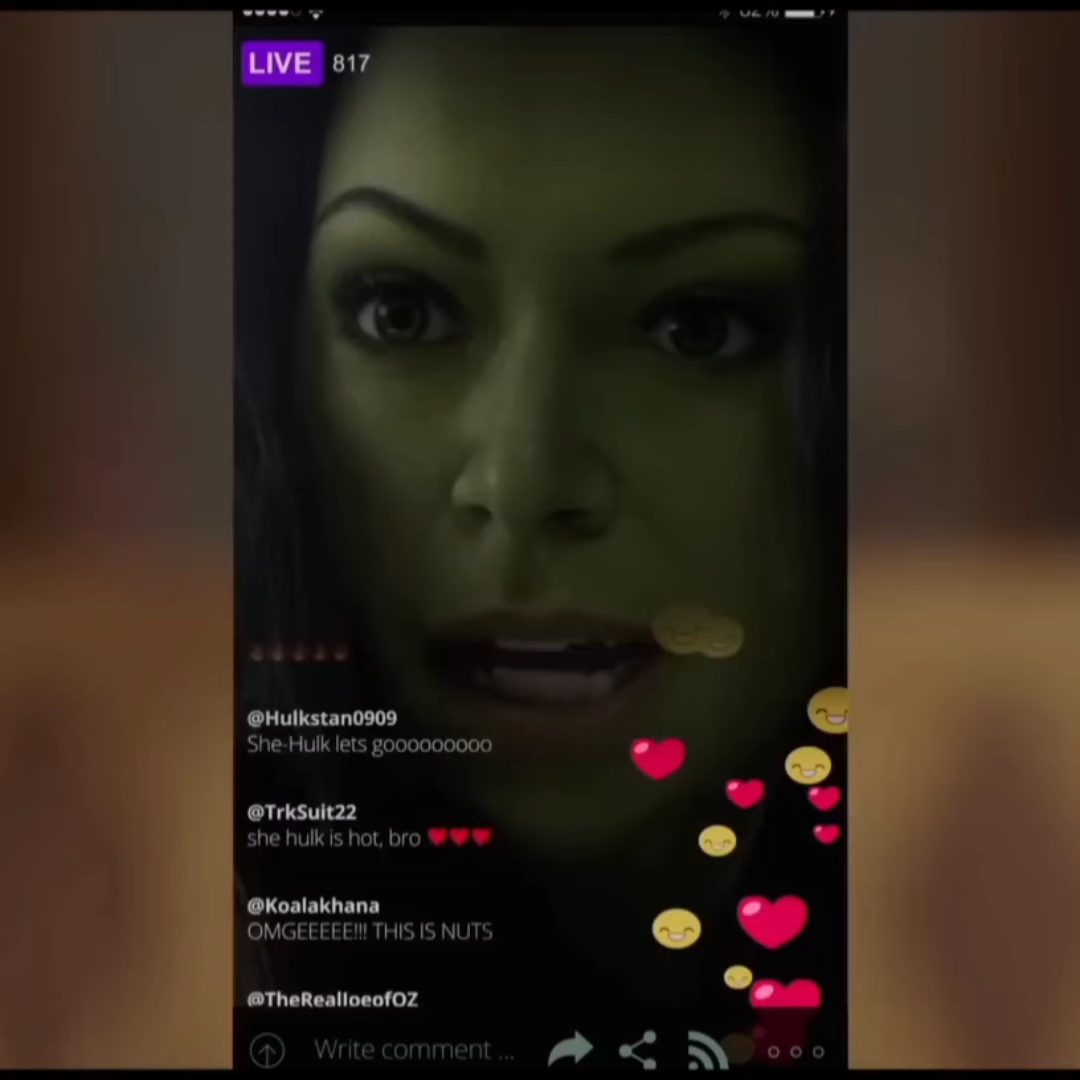 LIVE 817
@Hulkstan0909
She-Hulk lets gooooooooo
@TrkSuit22
she hulk is hot, bro
@Koalakhana
OMGEEEEE!!! THIS IS NUTS
@TheRealJoeofOZ
Write comment ...